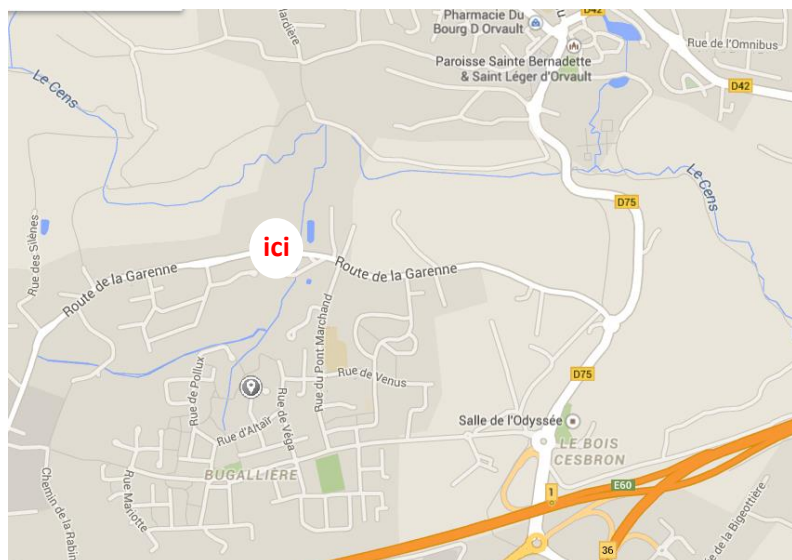 Pharmacie Du
Bourg D Orvault
D42
Rue de l'Omnibus
Paroisse Sainte Bernadette
& Saint Léger d'Orvault
D42
Le Cens
Le Cens
D75
Rue des Silènes
ici
Route de la Garenne
Route de la Garenne
Rue du Pont Marchand
Rue de Venus
D75
Rue de Pollux
Rue de Véga
Rue d'Altaïr
Salle de l'Odyssée
LE BOIS
CESBRON
BUGALLIÈRE
Rue Mariotte
Chemin de la Rabin
E60
1
36
de la Bigeottière